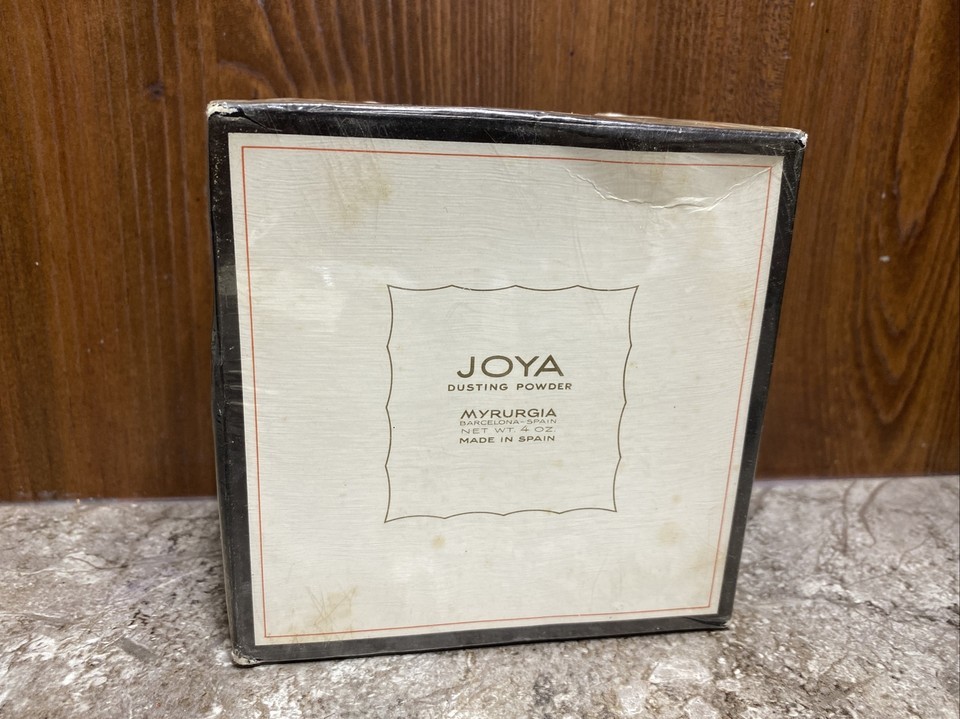 JOYA
DUSTING POWDER
MYRURGIA
BARCELONA-SPAIN
NET WT. 4 OZ.
MADE IN SPAIN